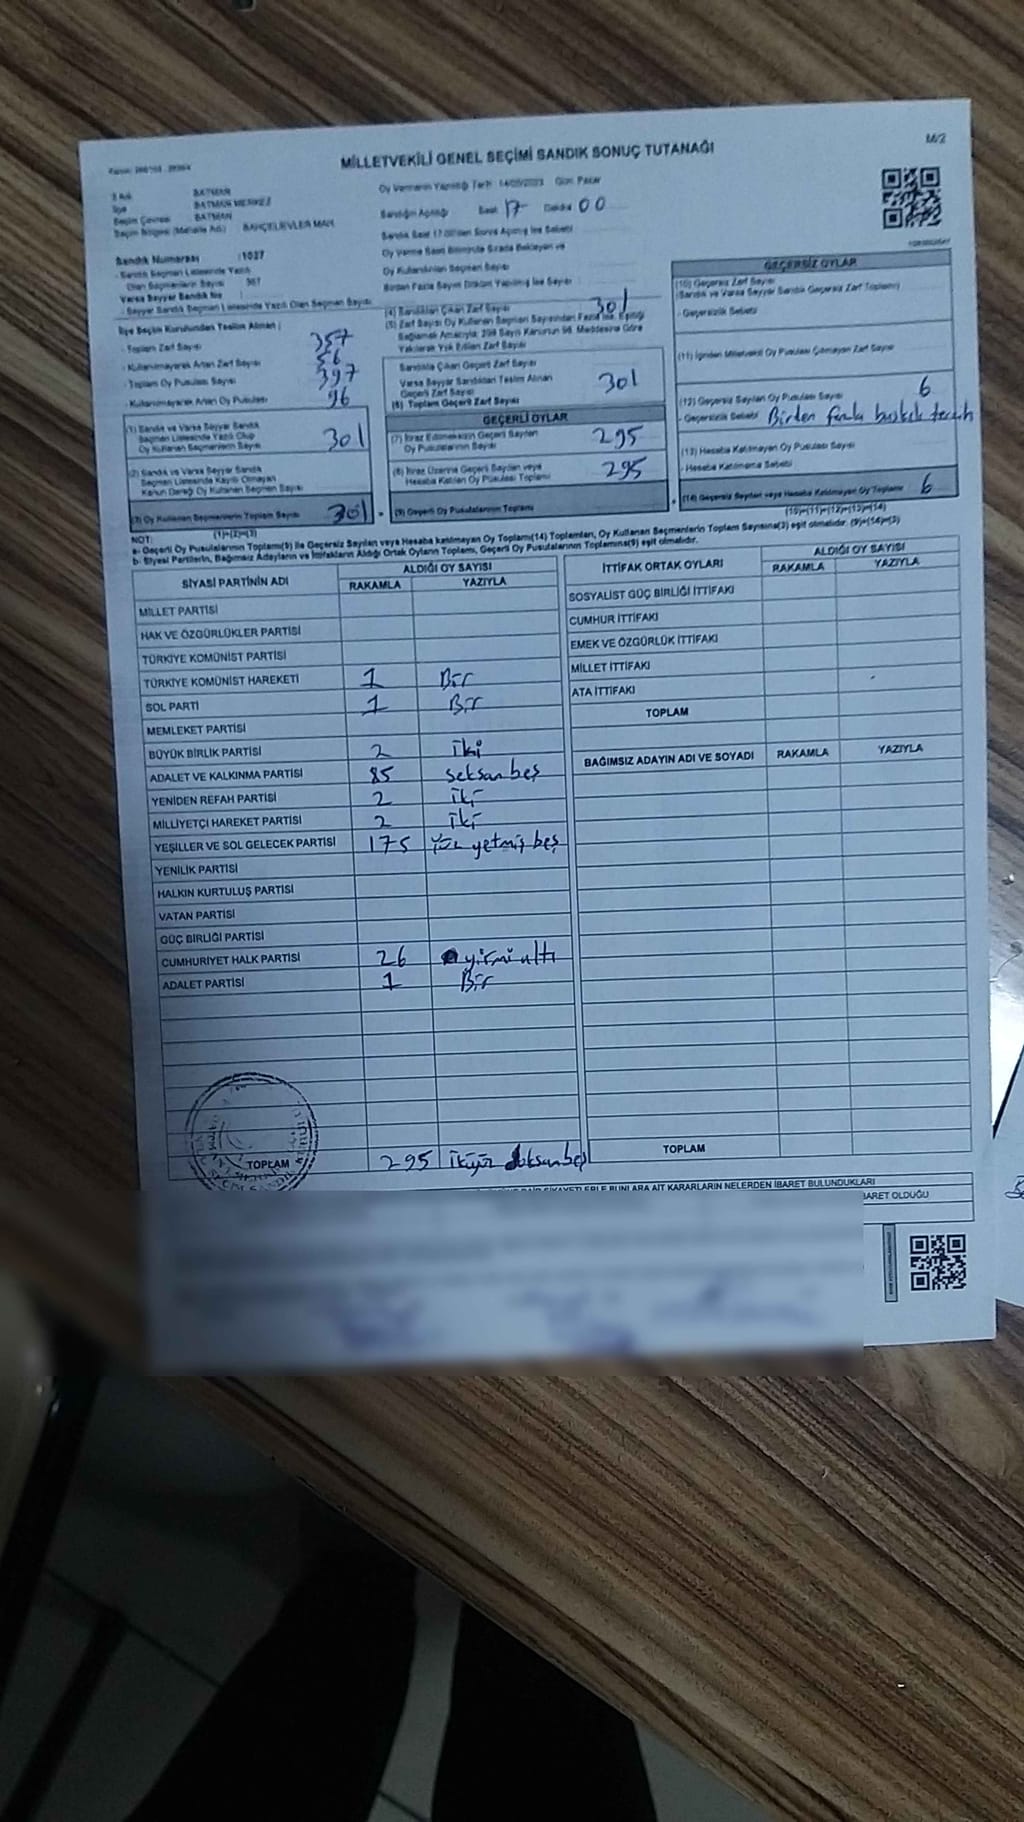 MİLLETVEKİLİ GENEL SEÇİMİ SANDIK SONUÇ TUTANAĞI
M/2
İli BATMAN
İlçe BATMAN MERKEZ
Seçim Çevresi BATMAN
Seçim Bölgesi (Mahalle Adı) BAHÇELİEVLER MAH.
Sandık Numarası : 1037
- Sandık Seçmen Listesinde Yazılı
Olan Seçmenlerin Sayısı
Varsa Seyyar Sandık No
- Seyyar Sandık Seçmen Listesinde Yazılı Olan Seçmen Sayısı
İlçe Seçim Kurulundan Teslim Alınan :
- Toplam Zarf Sayısı 357
- Kullanılmayarak Artan Zarf Sayısı 56
- Toplam Oy Pusulası Sayısı 397
- Kullanılmayarak Artan Oy Pusulası 96
(1) Sandık ve Varsa Seyyar Sandık
Seçmen Listesinde Yazılı Olup
Oy Kullanan Seçmenlerin Sayısı 301
(2) Sandık ve Varsa Seyyar Sandık
Seçmen Listesinde Kayıtlı Olmayan
Kanun Gereği Oy Kullanan Seçmen Sayısı
(3) Oy Kullanan Seçmenlerin Toplam Sayısı 301
(1)+(2)=(3)
Oy Vermenin Yapıldığı Tarih : 14/05/2023 Gün: Pazar
Sandığın Açıldığı Saat 17 Dakika 00
Sandık Saat 17:00'den Sonra Açılmış İse Sebebi
Oy Verme Saati Bitiminde Sırada Bekleyen ve
Oy Kullandırılan Seçmen Sayısı
Birden Fazla Sayım Döküm Yapılmış İse Sayısı
(4) Sandıktan Çıkan Zarf Sayısı 301
(5) Zarf Sayısı Oy Kullanan Seçmen Sayısından Fazla İse, Eşitliği
Sağlamak Amacıyla, 298 Sayılı Kanunun 98. Maddesine Göre
Yakılarak Yok Edilen Zarf Sayısı
Sandıkta Çıkan Geçerli Zarf Sayısı
Varsa Seyyar Sandıktan Teslim Alınan
Geçerli Zarf Sayısı
(6) Toplam Geçerli Zarf Sayısı 301
GEÇERLİ OYLAR
(7) İtiraz Edilmeksizin Geçerli Sayılan
Oy Pusulalarının Sayısı 295
(8) İtiraz Üzerine Geçerli Sayılan veya
Hesaba Katılan Oy Pusulası Toplamı 295
(9) Geçerli Oy Pusulalarının Toplamı
GEÇERSİZ OYLAR
(10) Geçersiz Zarf Sayısı
(Sandık ve Varsa Seyyar Sandık Geçersiz Zarf Toplamı)
- Geçersizlik Sebebi
(11) İçinden Milletvekili Oy Pusulası Çıkmayan Zarf Sayısı
(12) Geçersiz Sayılan Oy Pusulası Sayısı 6
- Geçersizlik Sebebi Birden fazla
(13) Hesaba Katılmayan Oy Pusulası Sayısı
- Hesaba Katılmama Sebebi
(14) Geçersiz Sayılan veya Hesaba Katılmayan Oy Toplamı 6
(10)+(11)+(12)+(13)=(14)
NOT:
a- Geçerli Oy Pusulalarının Toplamı(9) ile Geçersiz Sayılan veya Hesaba katılmayan Oy Toplamı(14) Toplamları, Oy Kullanan Seçmenlerin Toplam Sayısına(3) eşit olmalıdır. (9)+(14)=(3)
b- Siyasi Partilerin, Bağımsız Adayların ve İttifakların Aldığı Ortak Oyların Toplamı, Geçerli Oy Pusulalarının Toplamına(9) eşit olmalıdır.
SİYASİ PARTİNİN ADI
ALDIĞI OY SAYISI
RAKAMLA YAZIYLA
MİLLET PARTİSİ
HAK VE ÖZGÜRLÜKLER PARTİSİ
TÜRKİYE KOMÜNİST PARTİSİ
TÜRKİYE KOMÜNİST HAREKETİ 1 Bir
SOL PARTİ 1 Bir
MEMLEKET PARTİSİ
BÜYÜK BİRLİK PARTİSİ 2 iki
ADALET VE KALKINMA PARTİSİ 85 seksan beş
YENİDEN REFAH PARTİSİ 2 iki
MİLLİYETÇİ HAREKET PARTİSİ 2 iki
YEŞİLLER VE SOL GELECEK PARTİSİ 175 Yüz yetmiş beş
YENİLİK PARTİSİ
HALKIN KURTULUŞ PARTİSİ
VATAN PARTİSİ
GÜÇ BİRLİĞİ PARTİSİ
CUMHURİYET HALK PARTİSİ 26 yirmi altı
ADALET PARTİSİ 1 Bir
TOPLAM 295 ikiyüz doksanbeş
İTTİFAK ORTAK OYLARI
ALDIĞI OY SAYISI
RAKAMLA YAZIYLA
SOSYALİST GÜÇ BİRLİĞİ İTTİFAKI
CUMHUR İTTİFAKI
EMEK VE ÖZGÜRLÜK İTTİFAKI
MİLLET İTTİFAKI
ATA İTTİFAKI
TOPLAM
BAĞIMSIZ ADAYIN ADI VE SOYADI RAKAMLA YAZIYLA
TOPLAM
ŞİKAYETLERLE BUNLARA AİT KARARLARIN NELERDEN İBARET BULUNDUKLARI
İBARET OLDUĞU